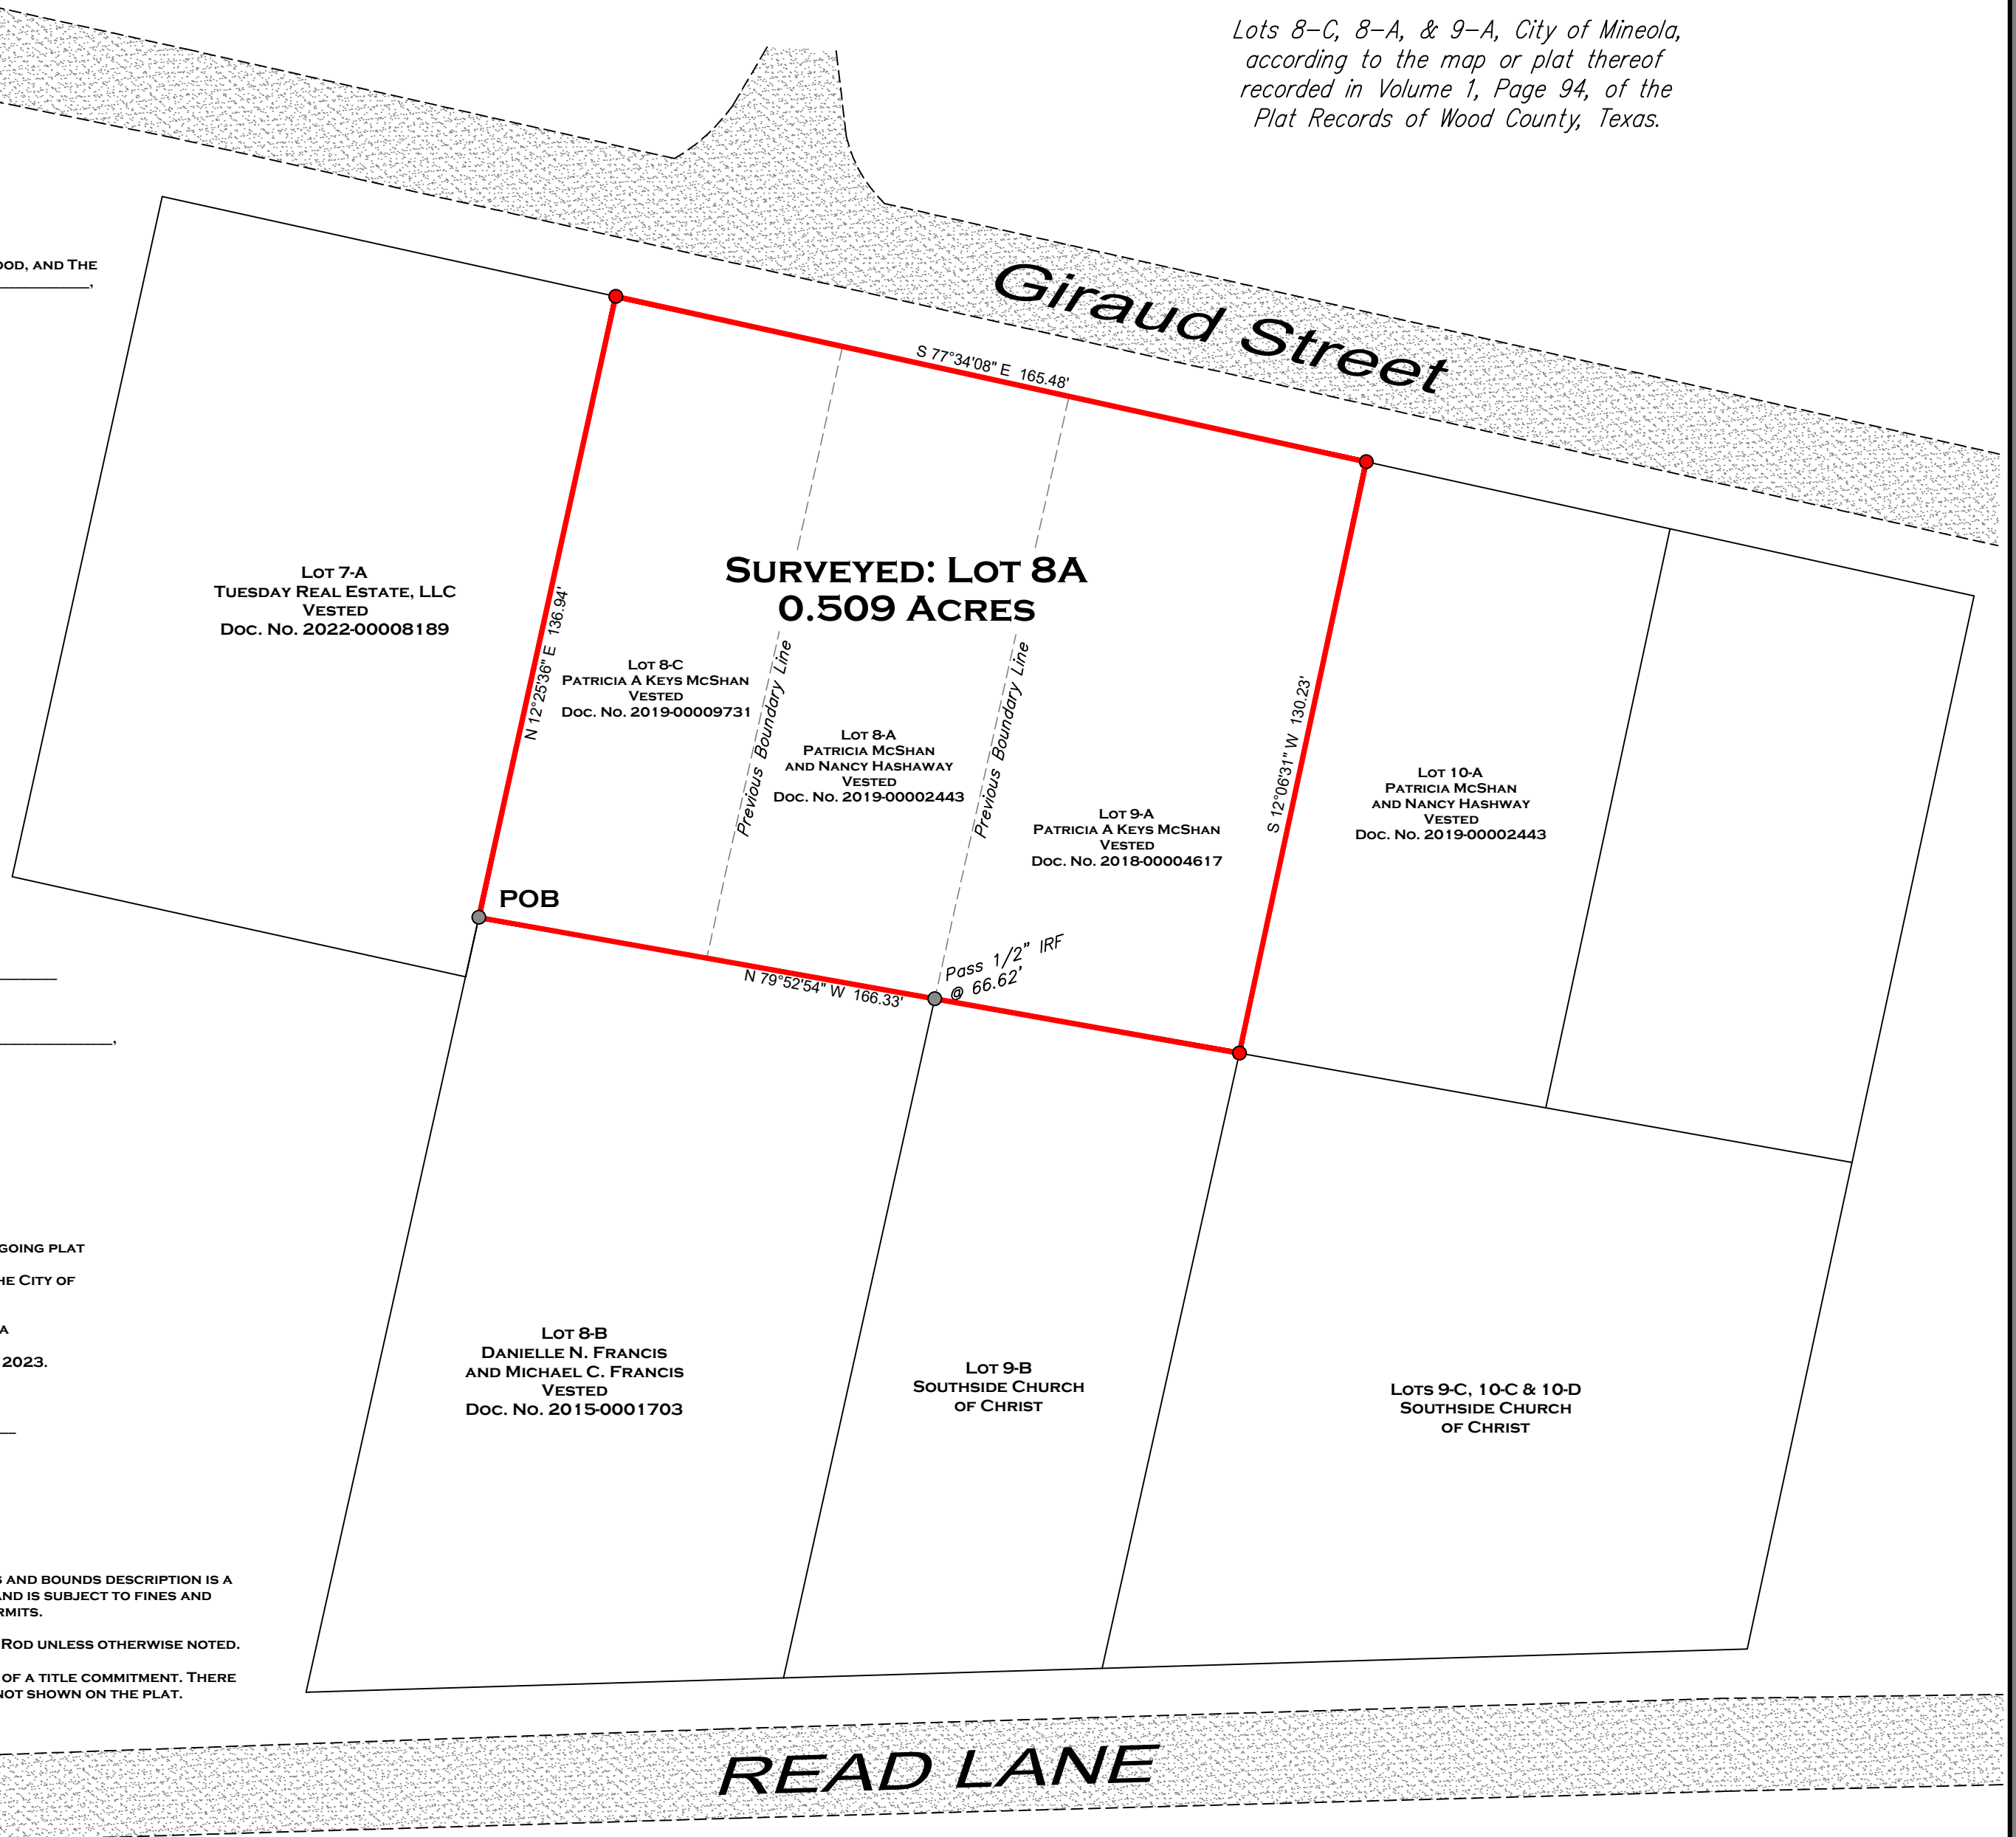 Lots 8-C, 8-A, & 9-A, City of Mineola,
according to the map or plat thereof
recorded in Volume 1, Page 94, of the
Plat Records of Wood County, Texas.
OOD, AND THE
Giraud Street
S 77°34'08" E 165.48'
SURVEYED: LOT 8A
0.509 ACRES
LOT 7-A
TUESDAY REAL ESTATE, LLC
VESTED
DOC. NO. 2022-00008189
N 12°25'36" E 136.94'
LOT 8-C
PATRICIA A KEYS MCSHAN
VESTED
DOC. NO. 2019-00009731
Previous Boundary Line
LOT 8-A
PATRICIA MCSHAN
AND NANCY HASHAWAY
VESTED
DOC. NO. 2019-00002443
Previous Boundary Line
LOT 9-A
PATRICIA A KEYS MCSHAN
VESTED
DOC. NO. 2018-00004617
S 12°06'31" W 130.23'
LOT 10-A
PATRICIA MCSHAN
AND NANCY HASHWAY
VESTED
DOC. NO. 2019-00002443
POB
Pass 1/2" IRF
@ 66.62'
N 79°52'54" W 166.33'
GOING PLAT
HE CITY OF
A
2023.
LOT 8-B
DANIELLE N. FRANCIS
AND MICHAEL C. FRANCIS
VESTED
DOC. NO. 2015-0001703
LOT 9-B
SOUTHSIDE CHURCH
OF CHRIST
LOTS 9-C, 10-C & 10-D
SOUTHSIDE CHURCH
OF CHRIST
S AND BOUNDS DESCRIPTION IS A
AND IS SUBJECT TO FINES AND
RMITS.
ROD UNLESS OTHERWISE NOTED.
OF A TITLE COMMITMENT. THERE
NOT SHOWN ON THE PLAT.
READ LANE